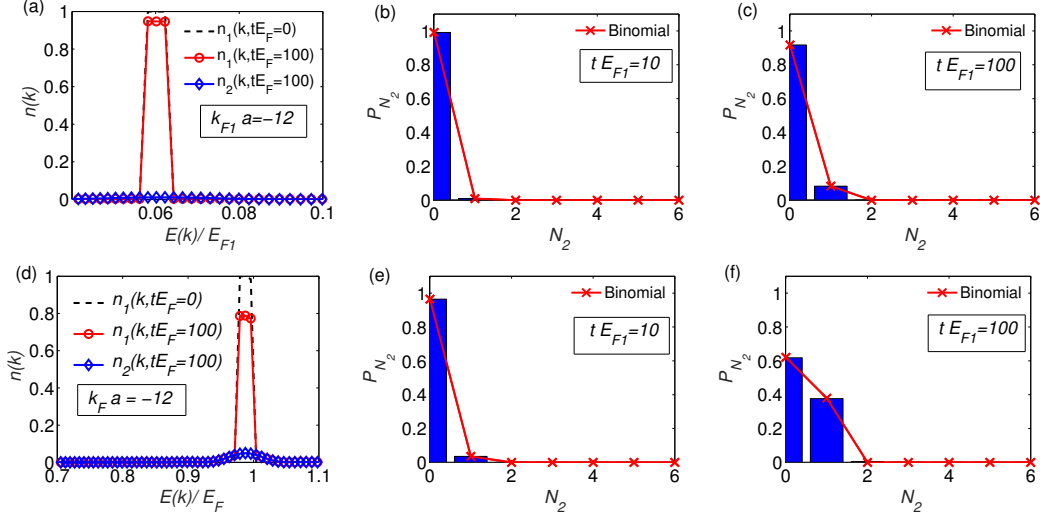 (a)
n(k)
1
0.8
0.6
0.4
0.2
0
0.06
0.08
0.1
E(k)/ E_F1
n_1(k,tE_F=0)
n_1(k,tE_F=100)
n_2(k,tE_F=100)
k_F1 a=−12
(b)
P_N_2
1
0.8
0.6
0.4
0.2
0
0
2
4
6
N_2
Binomial
t E_F1=10
(c)
P_N_2
1
0.8
0.6
0.4
0.2
0
0
2
4
6
N_2
Binomial
t E_F1=100
(d)
n(k)
1
0.8
0.6
0.4
0.2
0
0.7
0.8
0.9
1
1.1
E(k)/ E_F
n_1(k,tE_F=0)
n_1(k,tE_F=100)
n_2(k,tE_F=100)
k_F a = −12
(e)
P_N_2
1
0.8
0.6
0.4
0.2
0
0
2
4
6
N_2
Binomial
t E_F1=10
(f)
P_N_2
1
0.8
0.6
0.4
0.2
0
0
2
4
6
N_2
Binomial
t E_F1=100